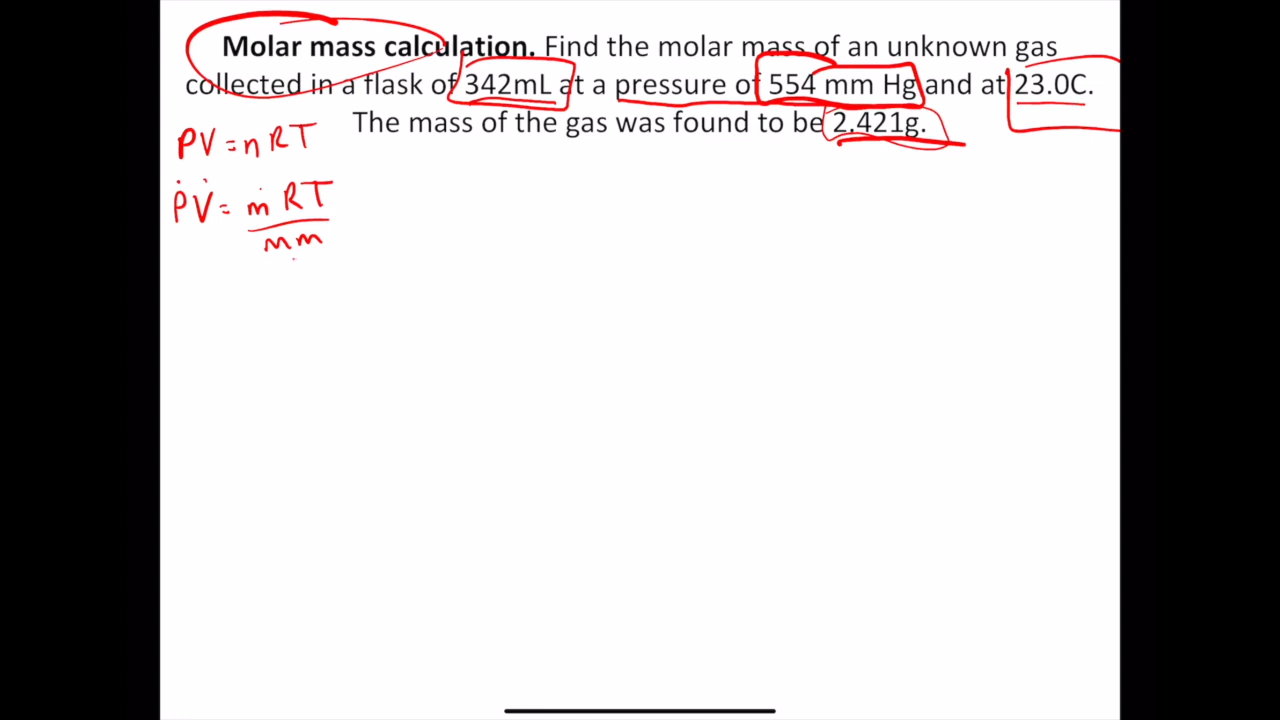 Molar mass calculation. Find the molar mass of an unknown gas
collected in a flask of 342mL at a pressure of 554 mm Hg and at 23.0C.
The mass of the gas was found to be 2.421g.
PV = nRT
PV = m RT
mm